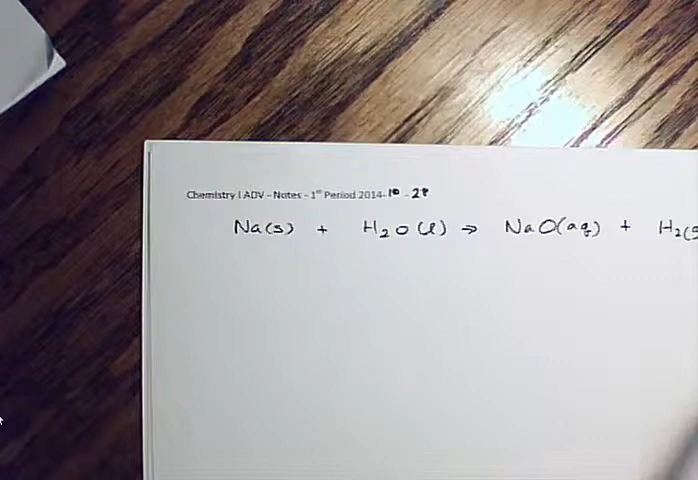 Chemistry I ADV - Notes - 1st Period 2014-10-28
Na(s) + H₂O(l) → NaO(aq) + H₂(g